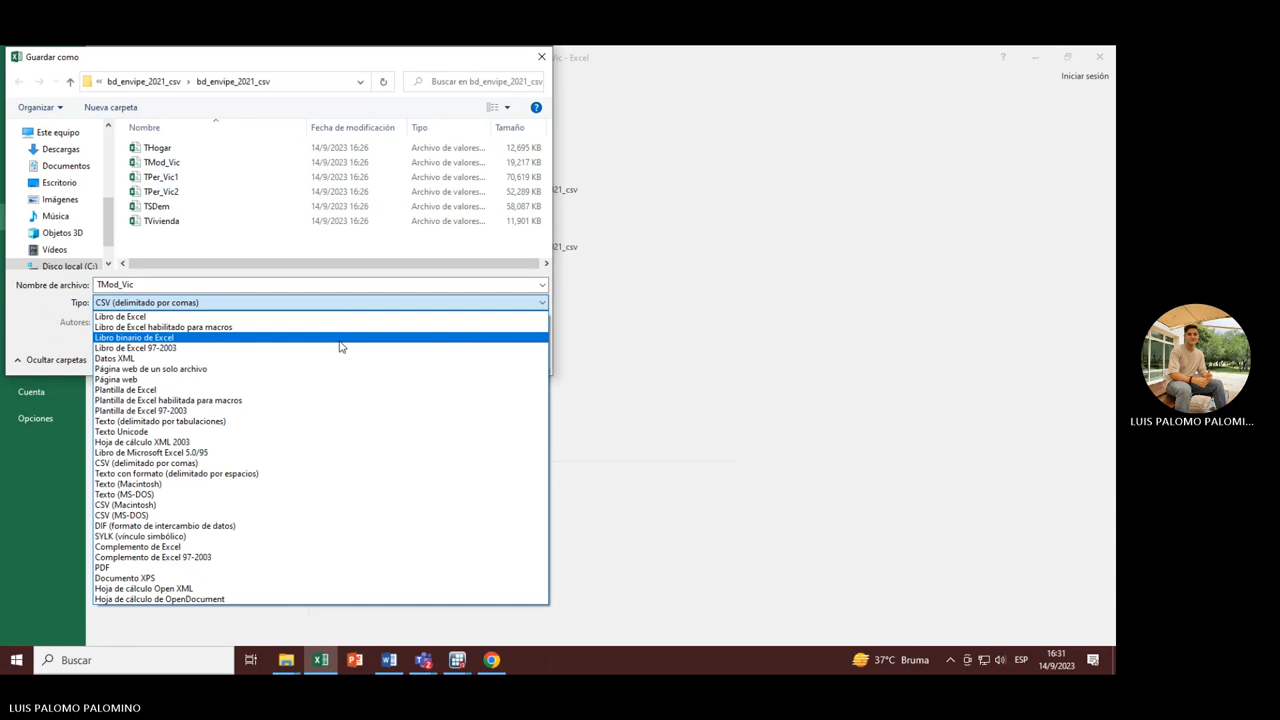 Guardar como
- Excel
Iniciar sesión
« bd_envipe_2021_csv › bd_envipe_2021_csv
Buscar en bd_envipe_2021_csv
Organizar
Nueva carpeta
Nombre
Fecha de modificación
Tipo
Tamaño
Este equipo
Descargas
Documentos
Escritorio
Imágenes
Música
Objetos 3D
Vídeos
Disco local (C:)
THogar 14/9/2023 16:26 Archivo de valores... 12,695 KB
TMod_Vic 14/9/2023 16:26 Archivo de valores... 19,217 KB
TPer_Vic1 14/9/2023 16:26 Archivo de valores... 70,619 KB
TPer_Vic2 14/9/2023 16:26 Archivo de valores... 52,289 KB
TSDem 14/9/2023 16:26 Archivo de valores... 58,087 KB
TVivienda 14/9/2023 16:26 Archivo de valores... 11,901 KB
21_csv
21_csv
Nombre de archivo: TMod_Vic
Tipo: CSV (delimitado por comas)
Autores:
Ocultar carpetas
Libro de Excel
Libro de Excel habilitado para macros
Libro binario de Excel
Libro de Excel 97-2003
Datos XML
Página web de un solo archivo
Página web
Plantilla de Excel
Plantilla de Excel habilitada para macros
Plantilla de Excel 97-2003
Texto (delimitado por tabulaciones)
Texto Unicode
Hoja de cálculo XML 2003
Libro de Microsoft Excel 5.0/95
CSV (delimitado por comas)
Texto con formato (delimitado por espacios)
Texto (Macintosh)
Texto (MS-DOS)
CSV (Macintosh)
CSV (MS-DOS)
DIF (formato de intercambio de datos)
SYLK (vínculo simbólico)
Complemento de Excel
Complemento de Excel 97-2003
PDF
Documento XPS
Hoja de cálculo Open XML
Hoja de cálculo de OpenDocument
Cuenta
Opciones
Buscar
37°C Bruma
ESP
16:31
14/9/2023
LUIS PALOMO PALOMI...
LUIS PALOMO PALOMINO